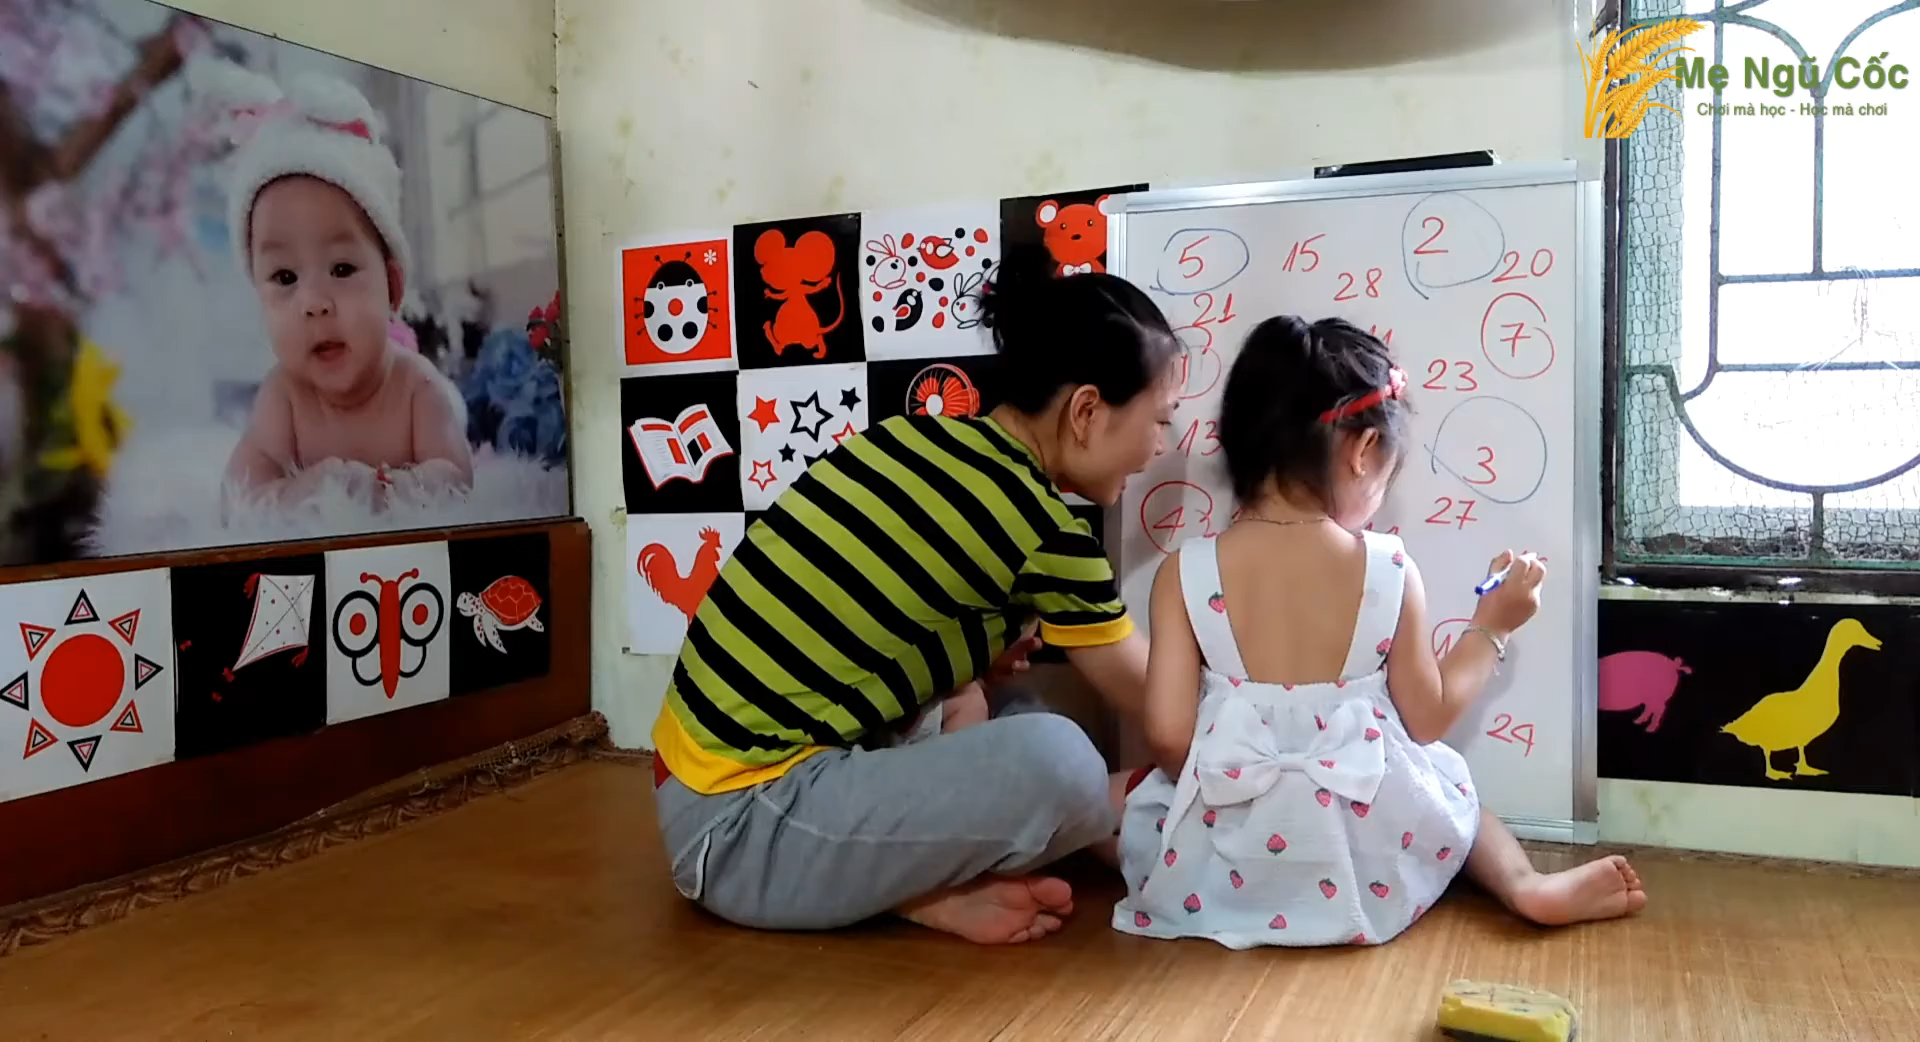 Mẹ Ngũ Cốc
Chơi mà học - Học mà chơi
5 15 2 20
28
21
7
23
13
3
27
24